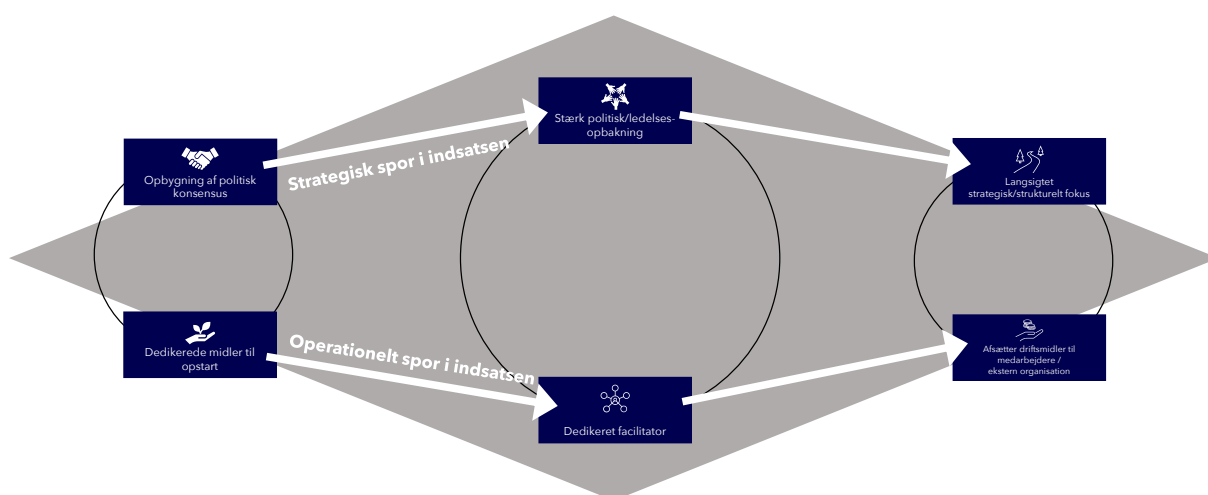 Stærk politisk/ledelses-
opbakning
Opbygning af politisk
konsensus
Strategisk spor i indsatsen
Langsigtet
strategisk/strukturelt fokus
Dedikerede midler til
opstart
Operationelt spor i indsatsen
Dedikeret facilitator
Afsætter driftsmidler til
medarbejdere /
ekstern organisation